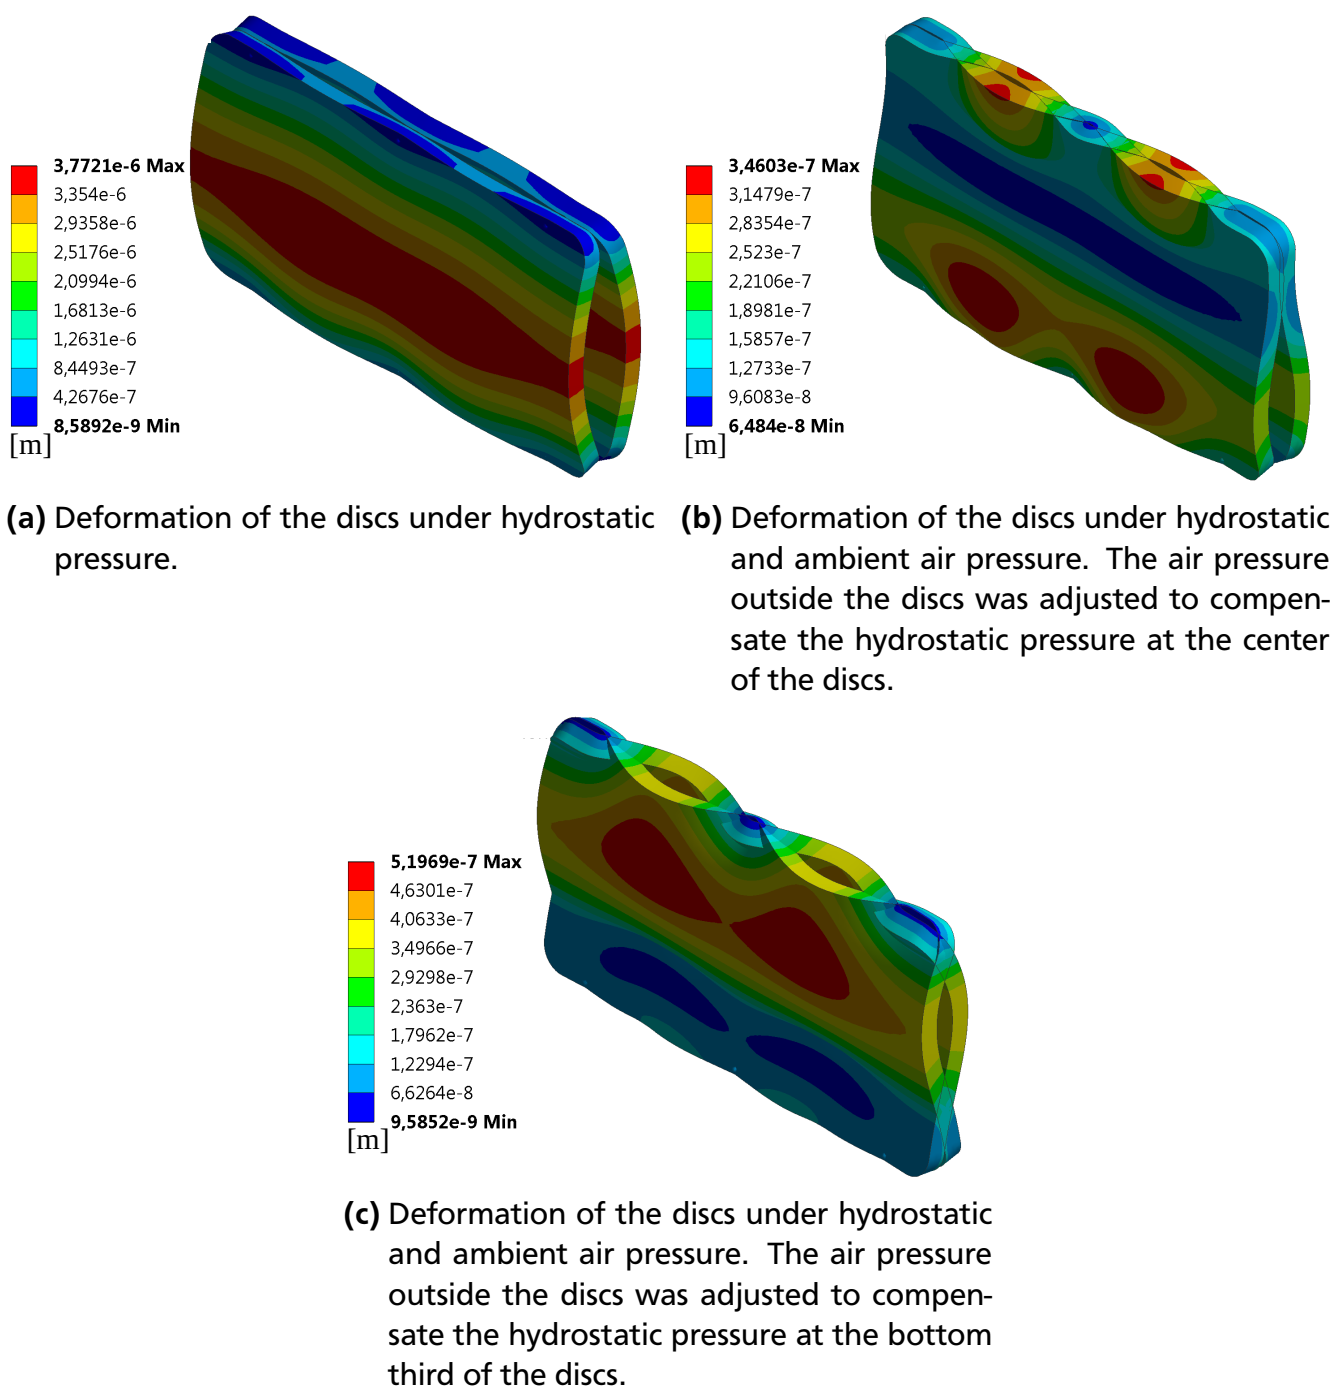 3,7721e-6 Max
3,354e-6
2,9358e-6
2,5176e-6
2,0994e-6
1,6813e-6
1,2631e-6
8,4493e-7
4,2676e-7
8,5892e-9 Min
[m]
(a) Deformation of the discs under hydrostatic
pressure.
3,4603e-7 Max
3,1479e-7
2,8354e-7
2,523e-7
2,2106e-7
1,8981e-7
1,5857e-7
1,2733e-7
9,6083e-8
6,484e-8 Min
[m]
(b) Deformation of the discs under hydrostatic
and ambient air pressure. The air pressure
outside the discs was adjusted to compen-
sate the hydrostatic pressure at the center
of the discs.
5,1969e-7 Max
4,6301e-7
4,0633e-7
3,4966e-7
2,9298e-7
2,363e-7
1,7962e-7
1,2294e-7
6,6264e-8
9,5852e-9 Min
[m]
(c) Deformation of the discs under hydrostatic
and ambient air pressure. The air pressure
outside the discs was adjusted to compen-
sate the hydrostatic pressure at the bottom
third of the discs.